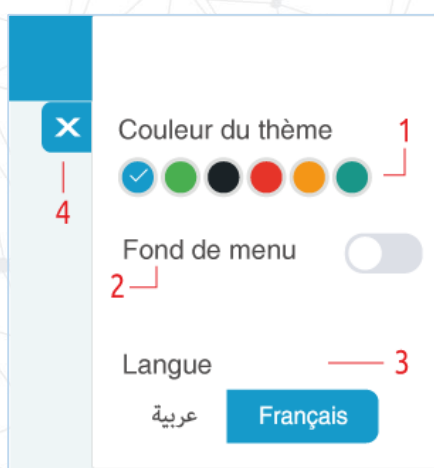 Couleur du thème 1
4
Fond de menu
2
Langue 3
عربية Français